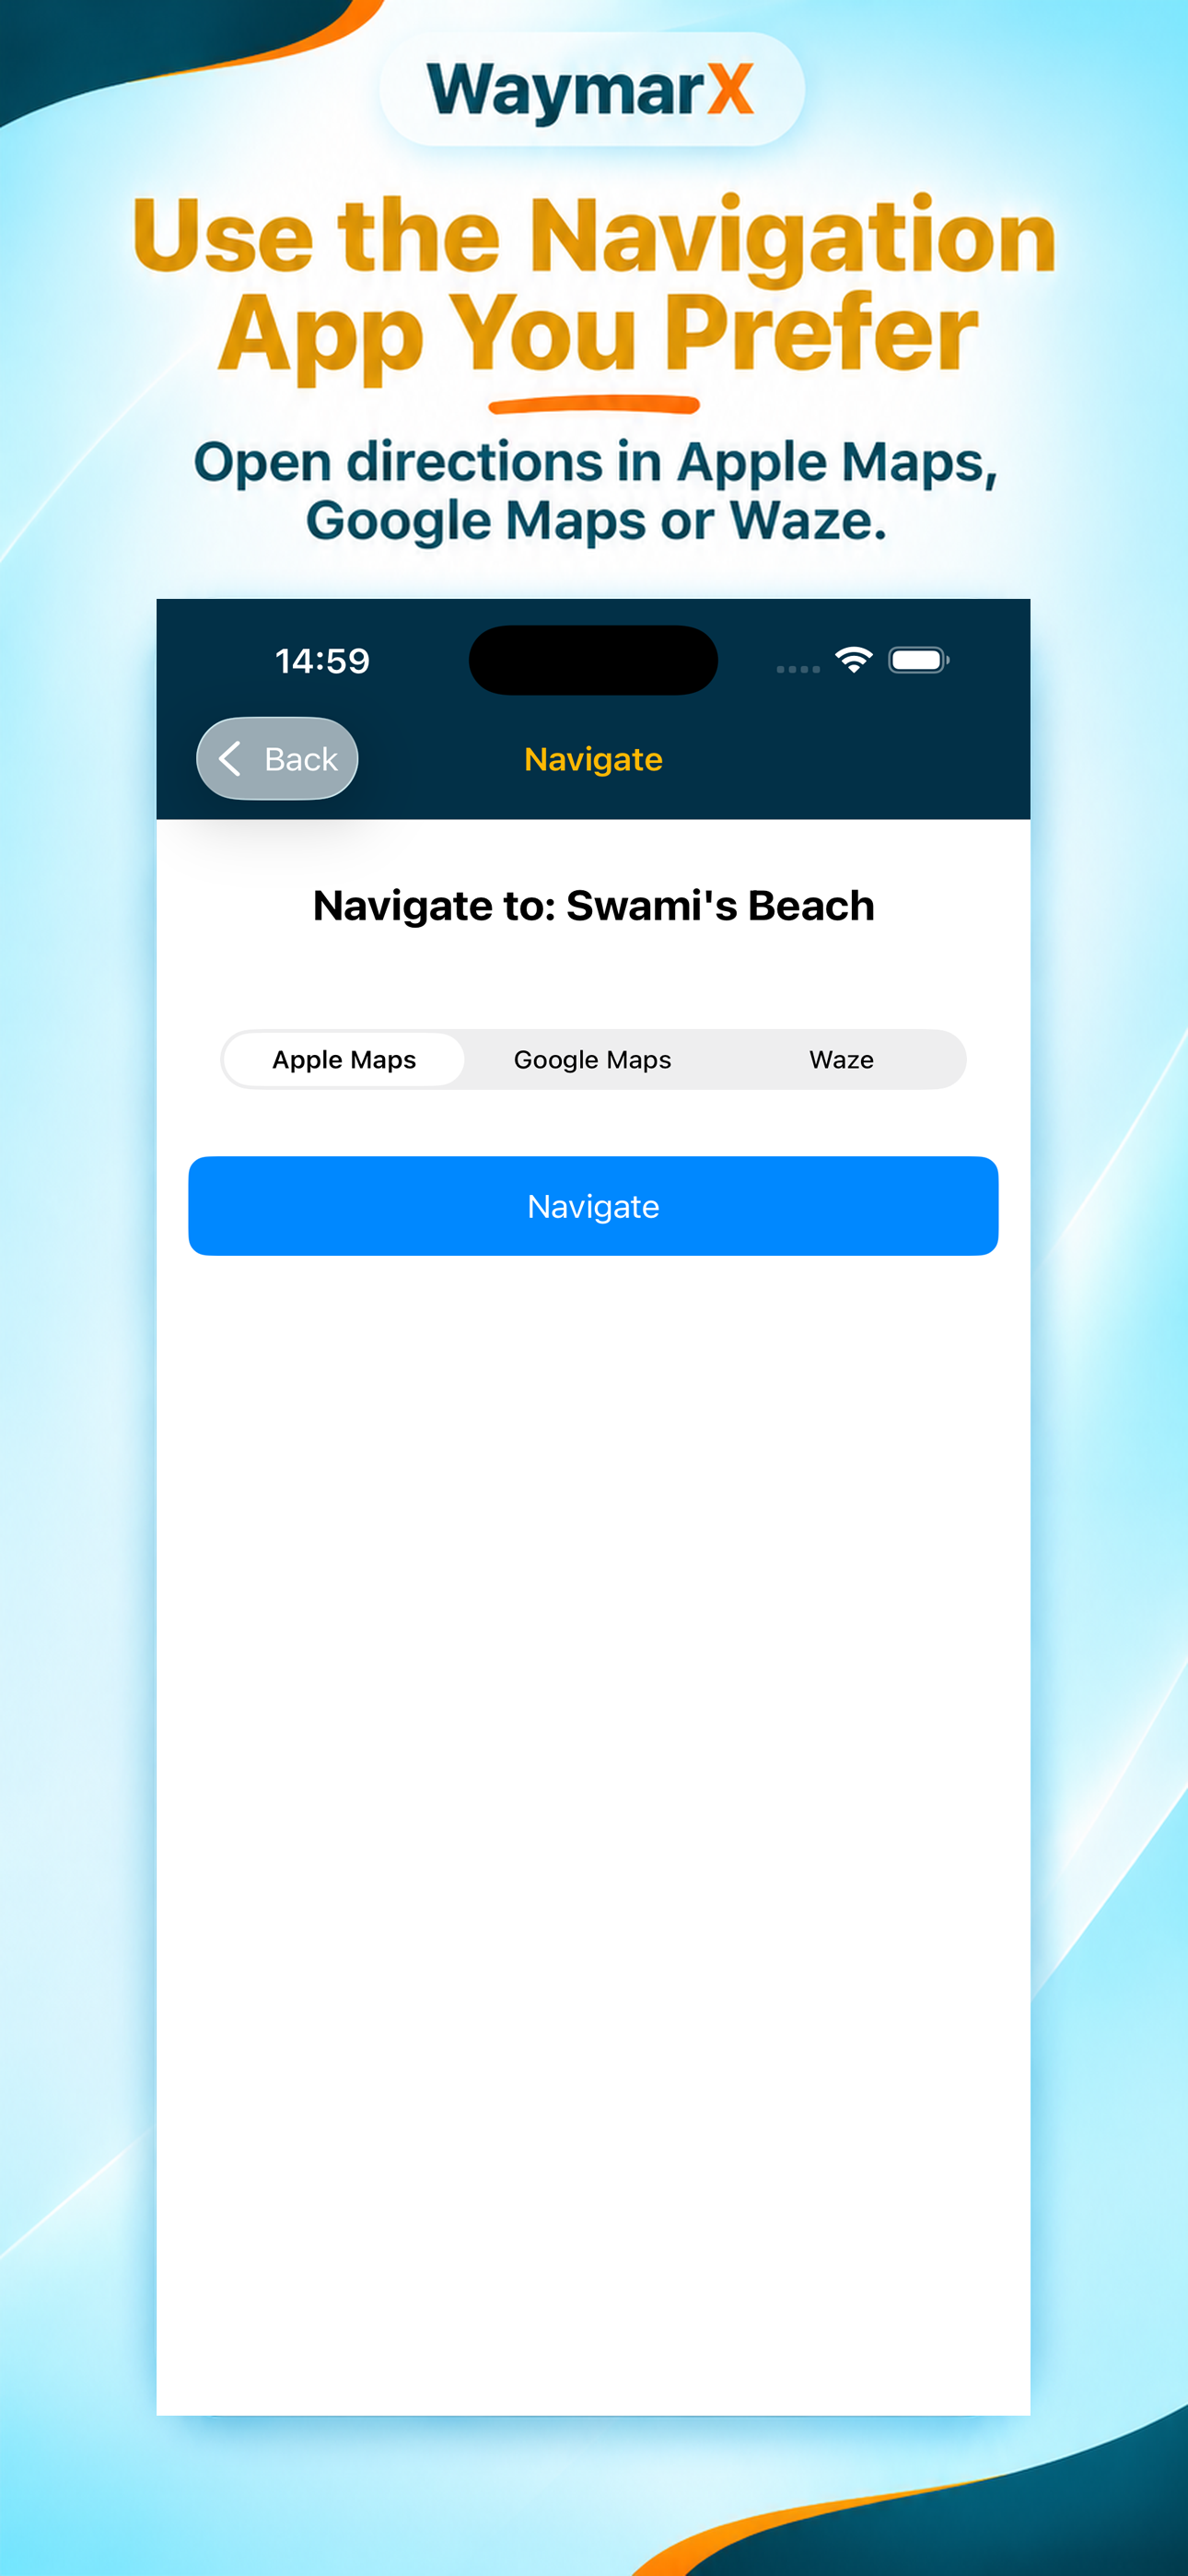 WaymarX
Use the Navigation
App You Prefer
Open directions in Apple Maps,
Google Maps or Waze.
14:59
Back
Navigate
Navigate to: Swami's Beach
Apple Maps
Google Maps
Waze
Navigate